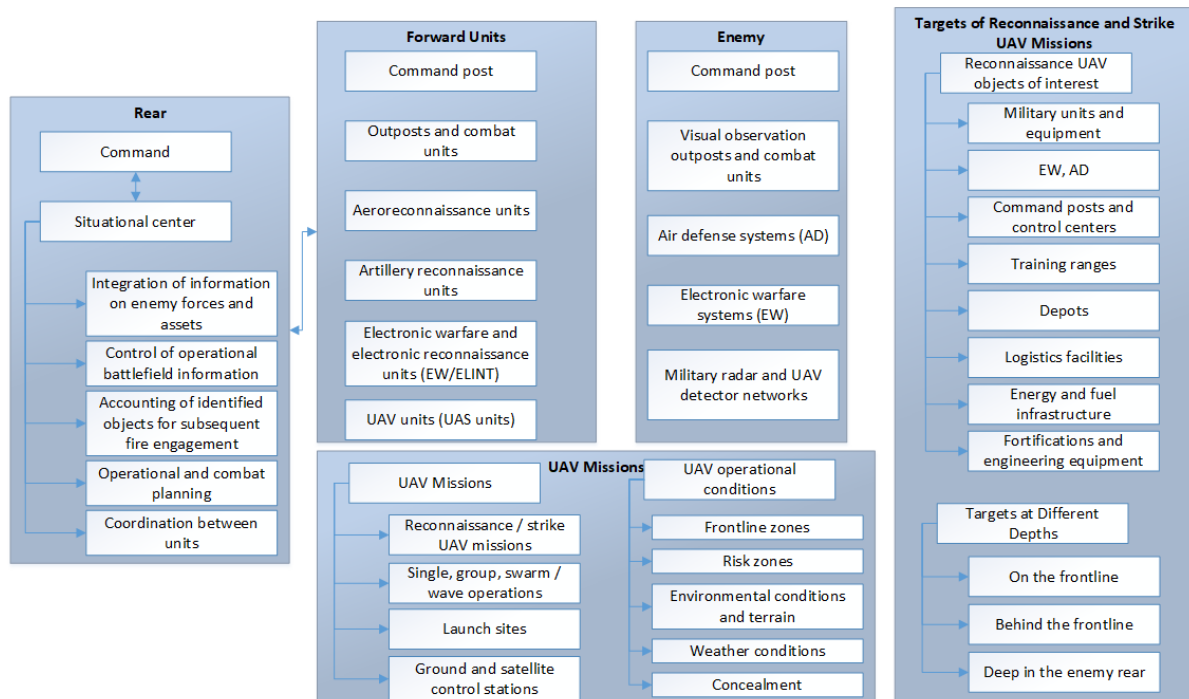 Rear
Command
Situational center
Integration of information
on enemy forces and
assets
Control of operational
battlefield information
Accounting of identified
objects for subsequent
fire engagement
Operational and combat
planning
Coordination between
units
Forward Units
Command post
Outposts and combat
units
Aeroreconnaissance units
Artillery reconnaissance
units
Electronic warfare and
electronic reconnaissance
units (EW/ELINT)
UAV units (UAS units)
Enemy
Command post
Visual observation
outposts and combat
units
Air defense systems (AD)
Electronic warfare
systems (EW)
Military radar and UAV
detector networks
UAV Missions
UAV Missions
Reconnaissance / strike
UAV missions
Single, group, swarm /
wave operations
Launch sites
Ground and satellite
control stations
UAV operational
conditions
Frontline zones
Risk zones
Environmental conditions
and terrain
Weather conditions
Concealment
Targets of Reconnaissance and Strike
UAV Missions
Reconnaissance UAV
objects of interest
Military units and
equipment
EW, AD
Command posts and
control centers
Training ranges
Depots
Logistics facilities
Energy and fuel
infrastructure
Fortifications and
engineering equipment
Targets at Different
Depths
On the frontline
Behind the frontline
Deep in the enemy rear